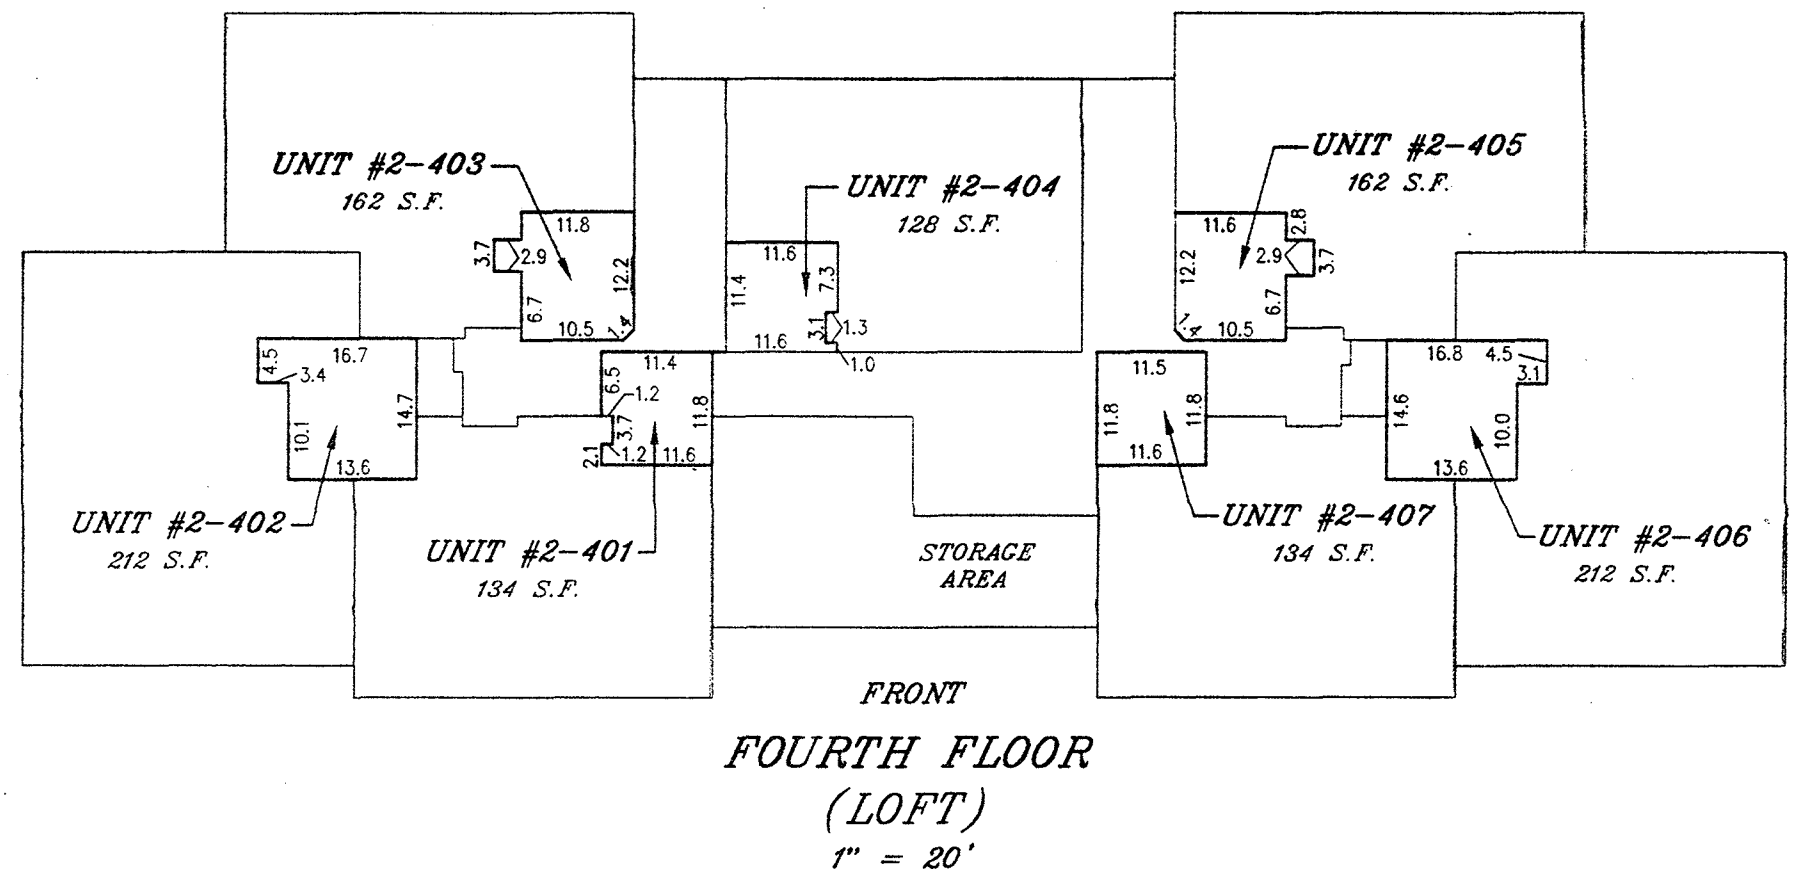 UNIT #2-403
162 S.F.
11.8
3.7
2.9
12.2
6.7
10.5
1.4
UNIT #2-404
128 S.F.
11.6
11.4
7.3
3.1
1.3
11.6
1.0
UNIT #2-405
162 S.F.
11.6
2.8
12.2
2.9
3.7
6.7
1.4
10.5
4.5
16.7
3.4
14.7
10.1
13.6
UNIT #2-402
212 S.F.
11.4
6.5
1.2
11.8
3.7
2.1
1.2
11.6
UNIT #2-401
134 S.F.
11.5
11.8
11.8
11.6
UNIT #2-407
134 S.F.
16.8
4.5
3.1
14.6
10.0
13.6
UNIT #2-406
212 S.F.
STORAGE
AREA
FRONT
FOURTH FLOOR
(LOFT)
1" = 20'